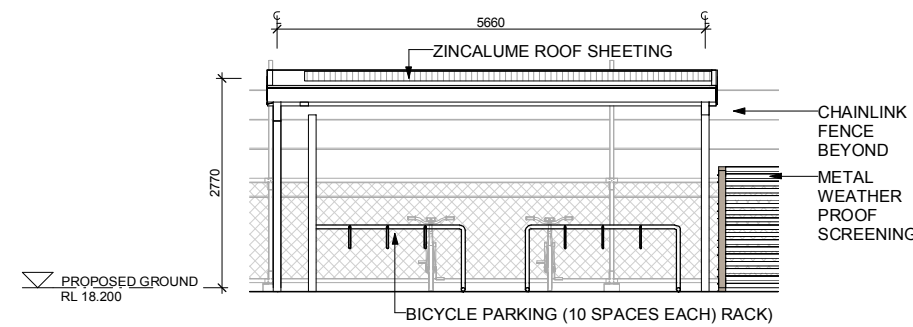 ℄ 5660 ℄
ZINCALUME ROOF SHEETING
CHAINLINK
FENCE
BEYOND
METAL
WEATHER
PROOF
SCREENING
2770
PROPOSED GROUND
RL 18.200
BICYCLE PARKING (10 SPACES EACH) RACK)